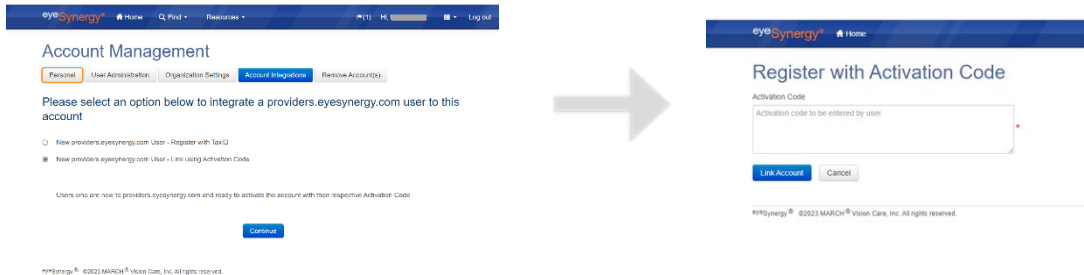 eyeSynergy® Home Find Resources (1) Hi, Log out
Account Management
Personal User Administration Organization Settings Account Integrations Remove Account(s)
Please select an option below to integrate a providers.eyesynergy.com user to this
account
New providers.eyesynergy.com User - Register with TaxID
New providers.eyesynergy.com User - Link using Activation Code
Users who are new to providers.eyesynergy.com and ready to activate the account with their respective Activation Code
Continue
eyeSynergy® ©2023 MARCH® Vision Care, Inc. All rights reserved.
eyeSynergy® Home
Register with Activation Code
Activation Code
Activation code to be entered by user
*
Link Account Cancel
eyeSynergy® ©2023 MARCH® Vision Care, Inc. All rights reserved.